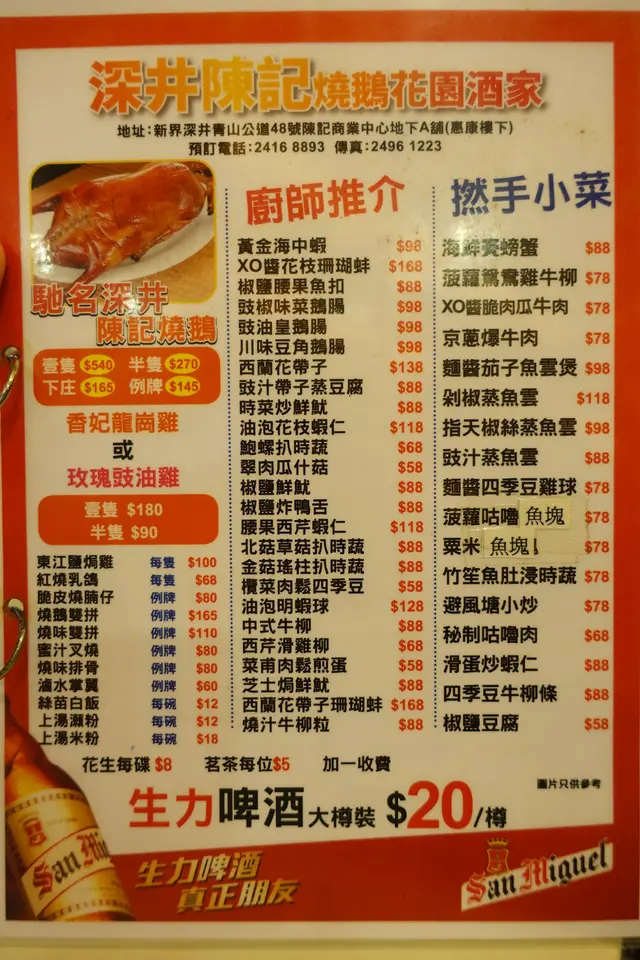 深井陳記燒鵝花園酒家
地址:新界深井青山公道48號陳記商業中心地下A舖(惠康樓下)
預訂電話:2416 8893 傳真:2496 1223
馳名深井
陳記燒鵝
壹隻 $540 半隻 $270
下庄 $165 例牌 $145
香妃龍崗雞
或
玫瑰豉油雞
壹隻 $180
半隻 $90
東江鹽焗雞 每隻 $100
紅燒乳鴿 每隻 $68
脆皮燒腩仔 例牌 $80
燒鵝雙拼 例牌 $165
燒味雙拼 例牌 $110
蜜汁叉燒 例牌 $80
燒味排骨 例牌 $80
滷水掌翼 例牌 $60
絲苗白飯 每碗 $12
上湯瀨粉 每碗 $12
上湯米粉 每碗 $18
廚師推介
黃金海中蝦 $98
XO醬花枝珊瑚蚌 $168
椒鹽腰果魚扣 $88
豉椒味菜鵝腸 $98
豉油皇鵝腸 $98
川味豆角鵝腸 $98
西蘭花帶子 $138
豉汁帶子蒸豆腐 $88
時菜炒鮮魷 $88
油泡花枝蝦仁 $118
鮑螺扒時蔬 $68
翠肉瓜什菇 $58
椒鹽鮮魷 $88
椒鹽炸鴨舌 $88
腰果西芹蝦仁 $118
北菇草菇扒時蔬 $88
金菇瑤柱扒時蔬 $88
欖菜肉鬆四季豆 $58
油泡明蝦球 $128
中式牛柳 $88
西芹滑雞柳 $68
菜甫肉鬆煎蛋 $58
芝士焗鮮魷 $88
西蘭花帶子珊瑚蚌 $168
燒汁牛柳粒 $88
撚手小菜
海鮮醬螃蟹 $88
菠蘿鴛鴦雞牛柳 $78
XO醬脆肉瓜牛肉 $78
京蔥爆牛肉 $78
麵醬茄子魚雲煲 $98
剁椒蒸魚雲 $118
指天椒絲蒸魚雲 $98
豉汁蒸魚雲 $88
麵醬四季豆雞球 $78
菠蘿咕嚕魚塊 $78
粟米魚塊 $78
竹笙魚肚浸時蔬 $78
避風塘小炒 $78
秘制咕嚕肉 $68
滑蛋炒蝦仁 $88
四季豆牛柳條 $88
椒鹽豆腐 $58
花生每碟 $8 茗茶每位$5 加一收費
圖片只供參考
生力啤酒大樽裝 $20/樽
San Mig
生力啤酒
真正朋友
San Miguel